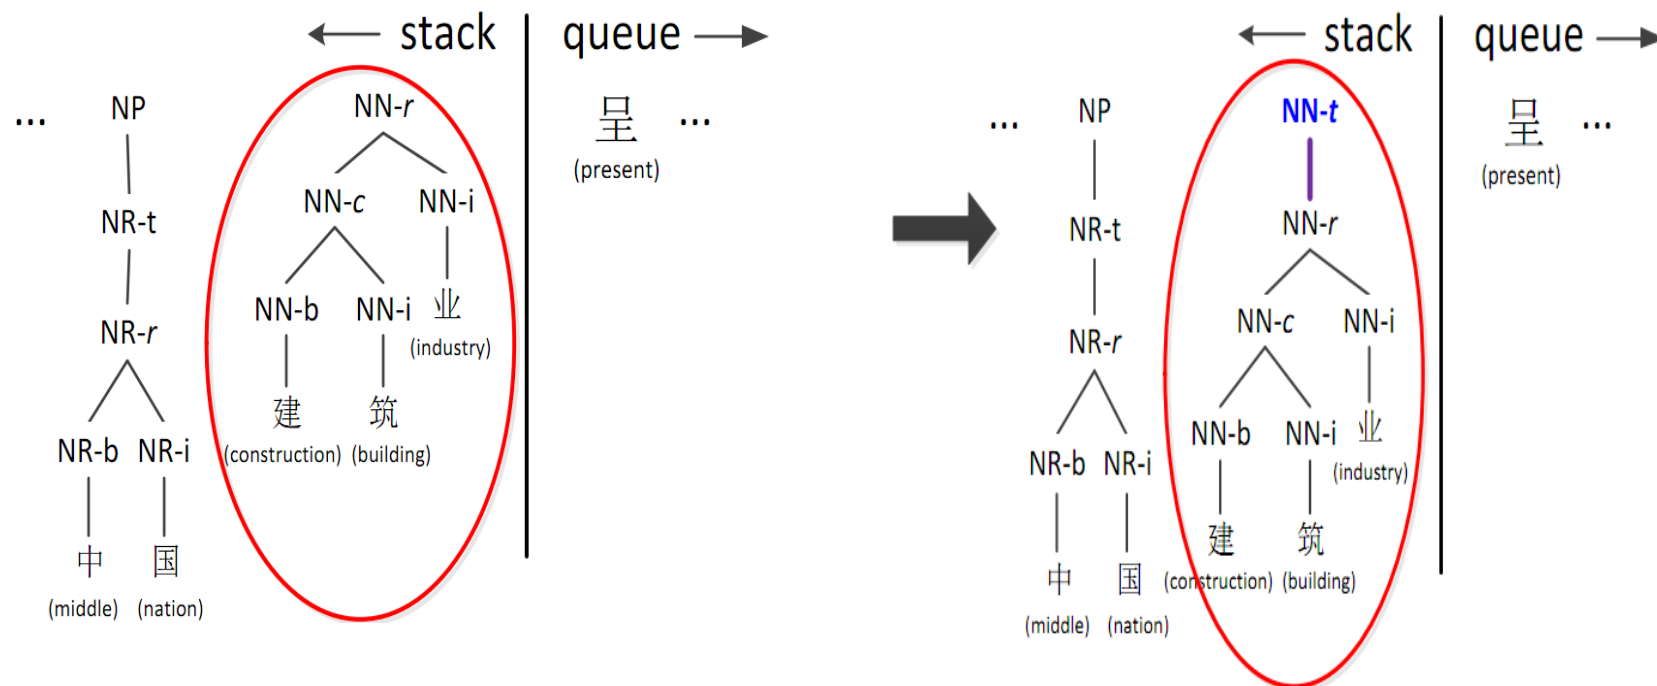 stack queue
... NP NN-r 呈 ...
(present)
NN-c NN-i
NR-t
NN-b NN-i 业
NR-r (industry)
建 筑
NR-b NR-i (construction) (building)
中 国
(middle) (nation)
stack queue
... NP NN-t 呈 ...
(present)
NR-t NN-r
NR-r NN-c NN-i
NN-b NN-i 业
NR-b NR-i (industry)
建 筑
中 国 (construction) (building)
(middle) (nation)